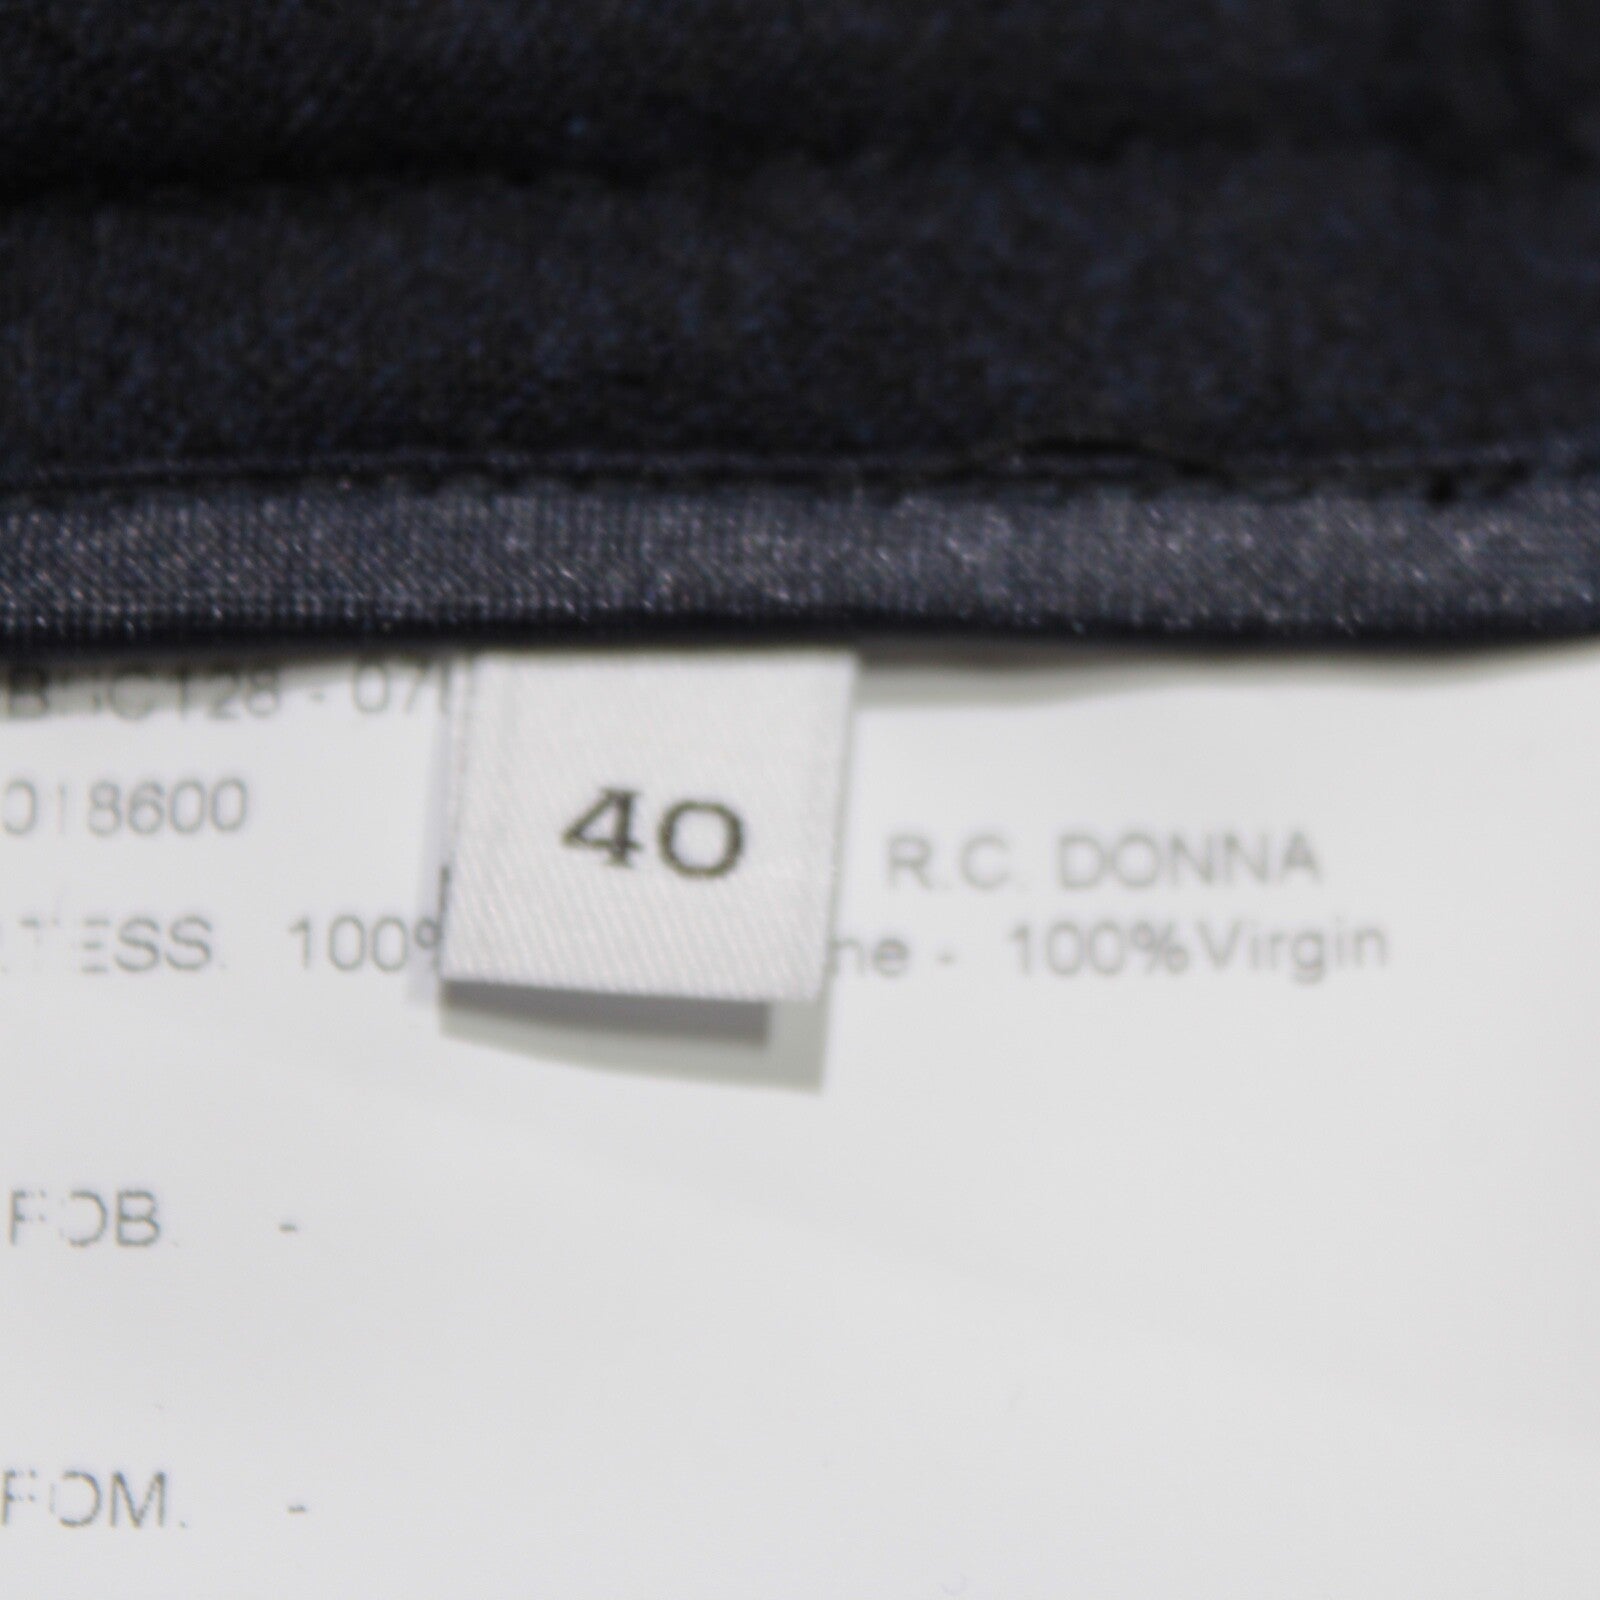 40
018600
R.C. DONNA
TESS. 100% ne - 100%Virgin
FOB. -
FOM. -